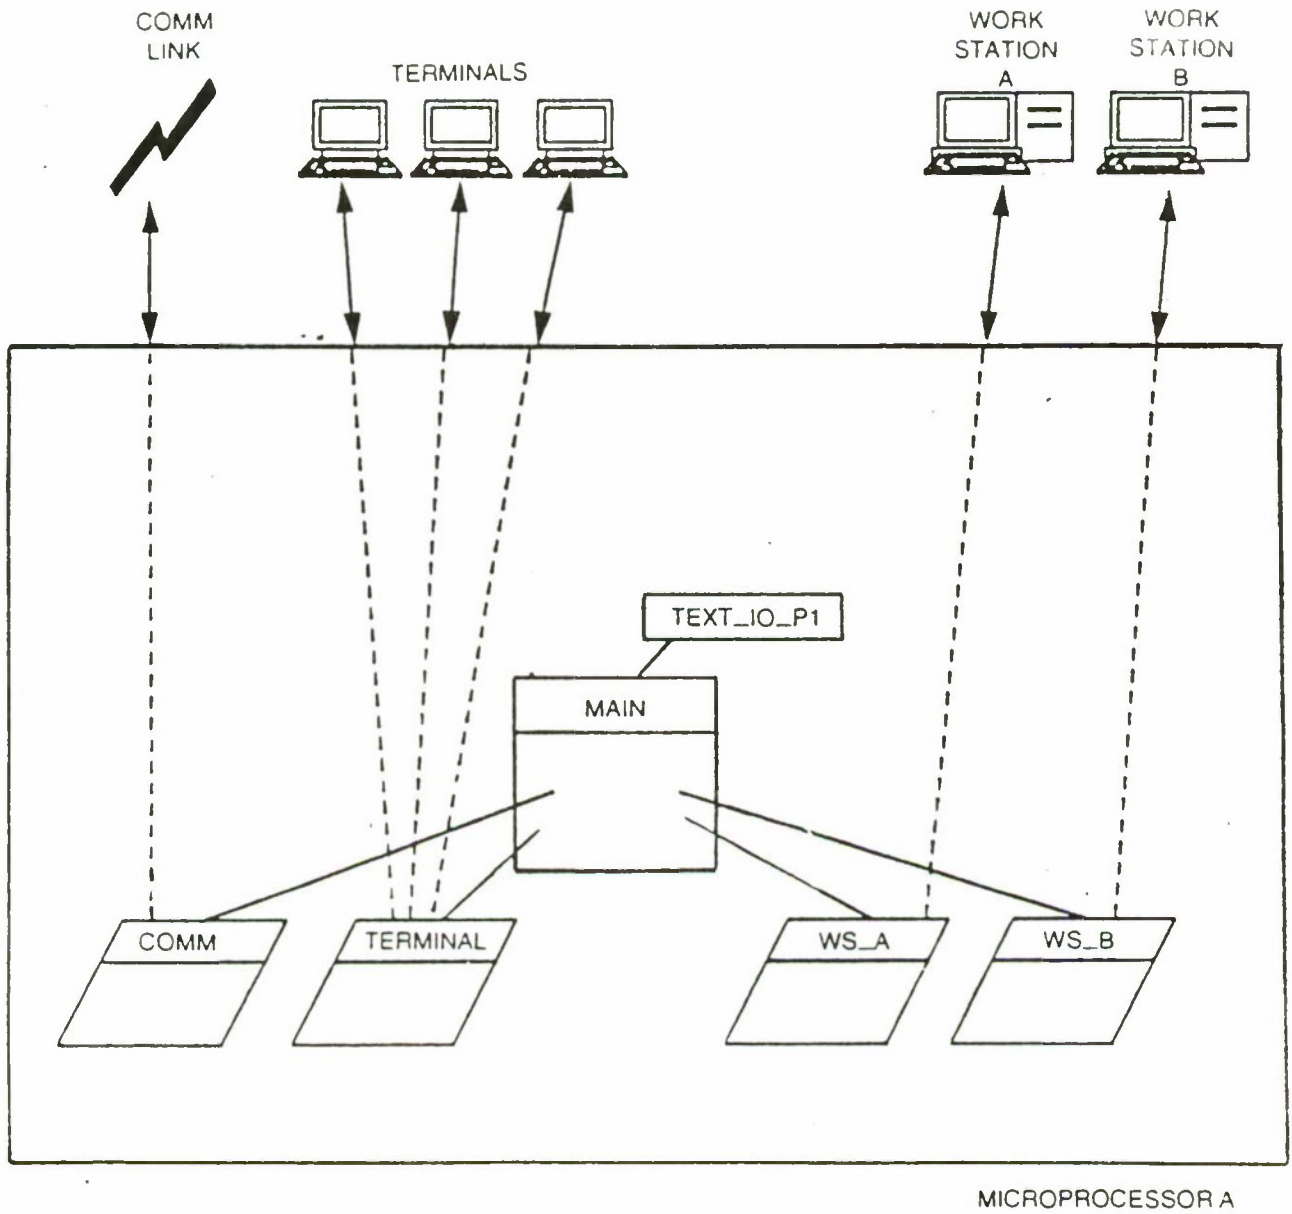 COMM
LINK
TERMINALS
WORK
STATION
A
WORK
STATION
B
TEXT_IO_P1
MAIN
COMM
TERMINAL
WS_A
WS_B
MICROPROCESSOR A